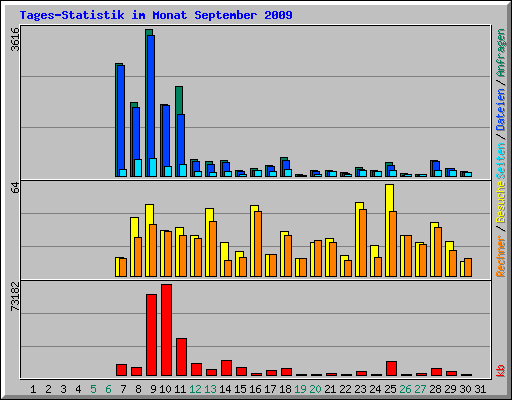 Tages-Statistik im Monat September 2009
3616
64
73182
Anfragen / Dateien / Seiten
Besuche / Rechner
kb
1 2 3 4 5 6 7 8 9 10 11 12 13 14 15 16 17 18 19 20 21 22 23 24 25 26 27 28 29 30 31